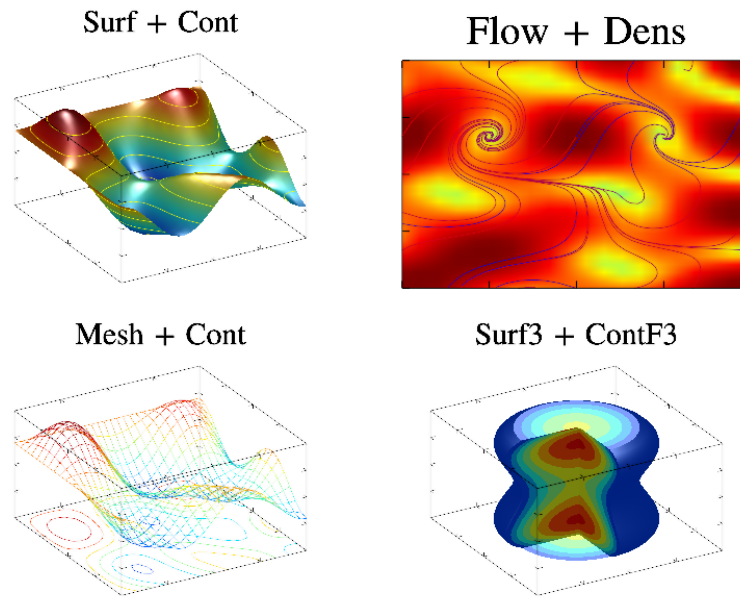 Surf + Cont
Flow + Dens
Mesh + Cont
Surf3 + ContF3